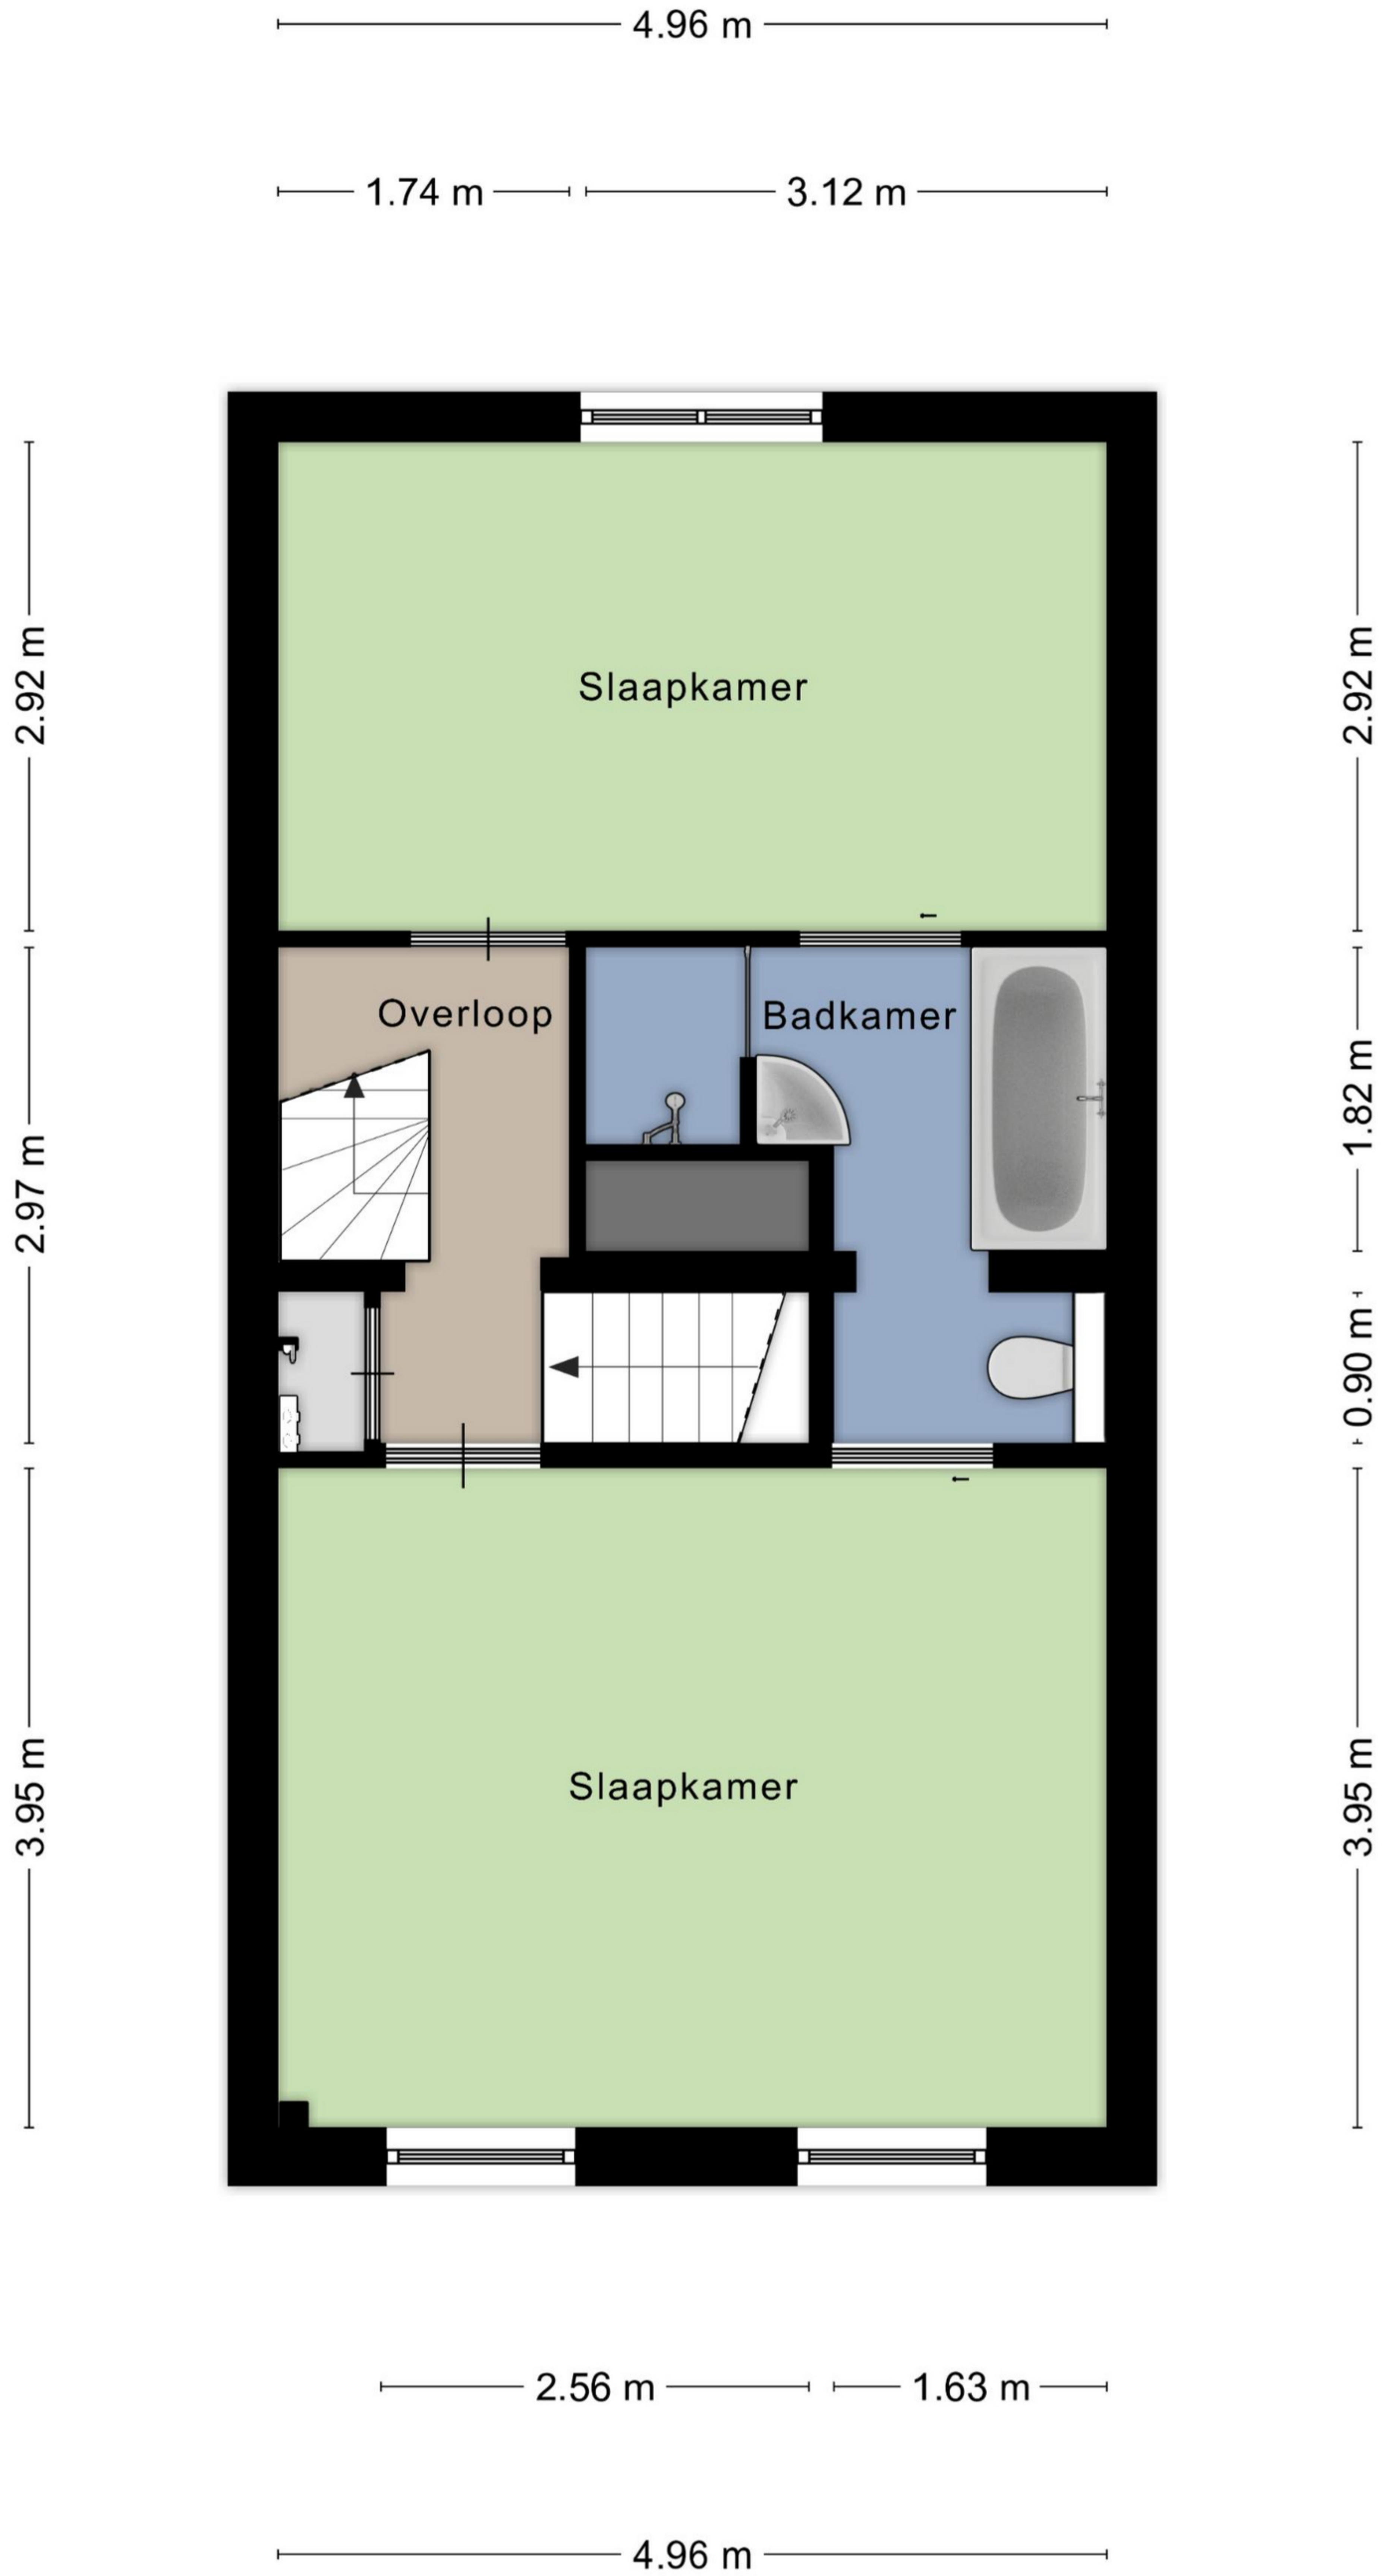 4.96 m
1.74 m
3.12 m
2.92 m
2.92 m
Slaapkamer
Overloop
Badkamer
2.97 m
1.82 m
0.90 m
3.95 m
3.95 m
Slaapkamer
2.56 m
1.63 m
4.96 m